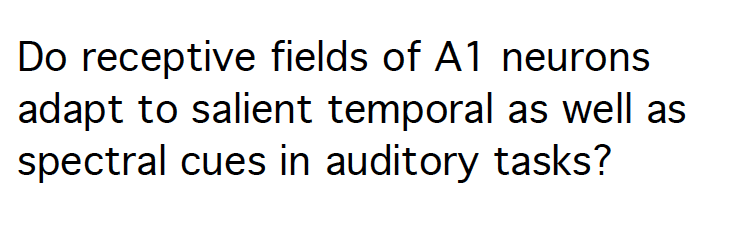 Do receptive fields of A1 neurons
adapt to salient temporal as well as
spectral cues in auditory tasks?